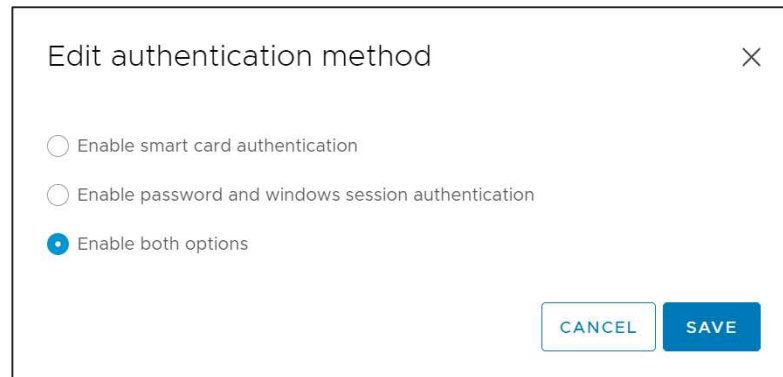 Edit authentication method
Enable smart card authentication
Enable password and windows session authentication
Enable both options
CANCEL SAVE